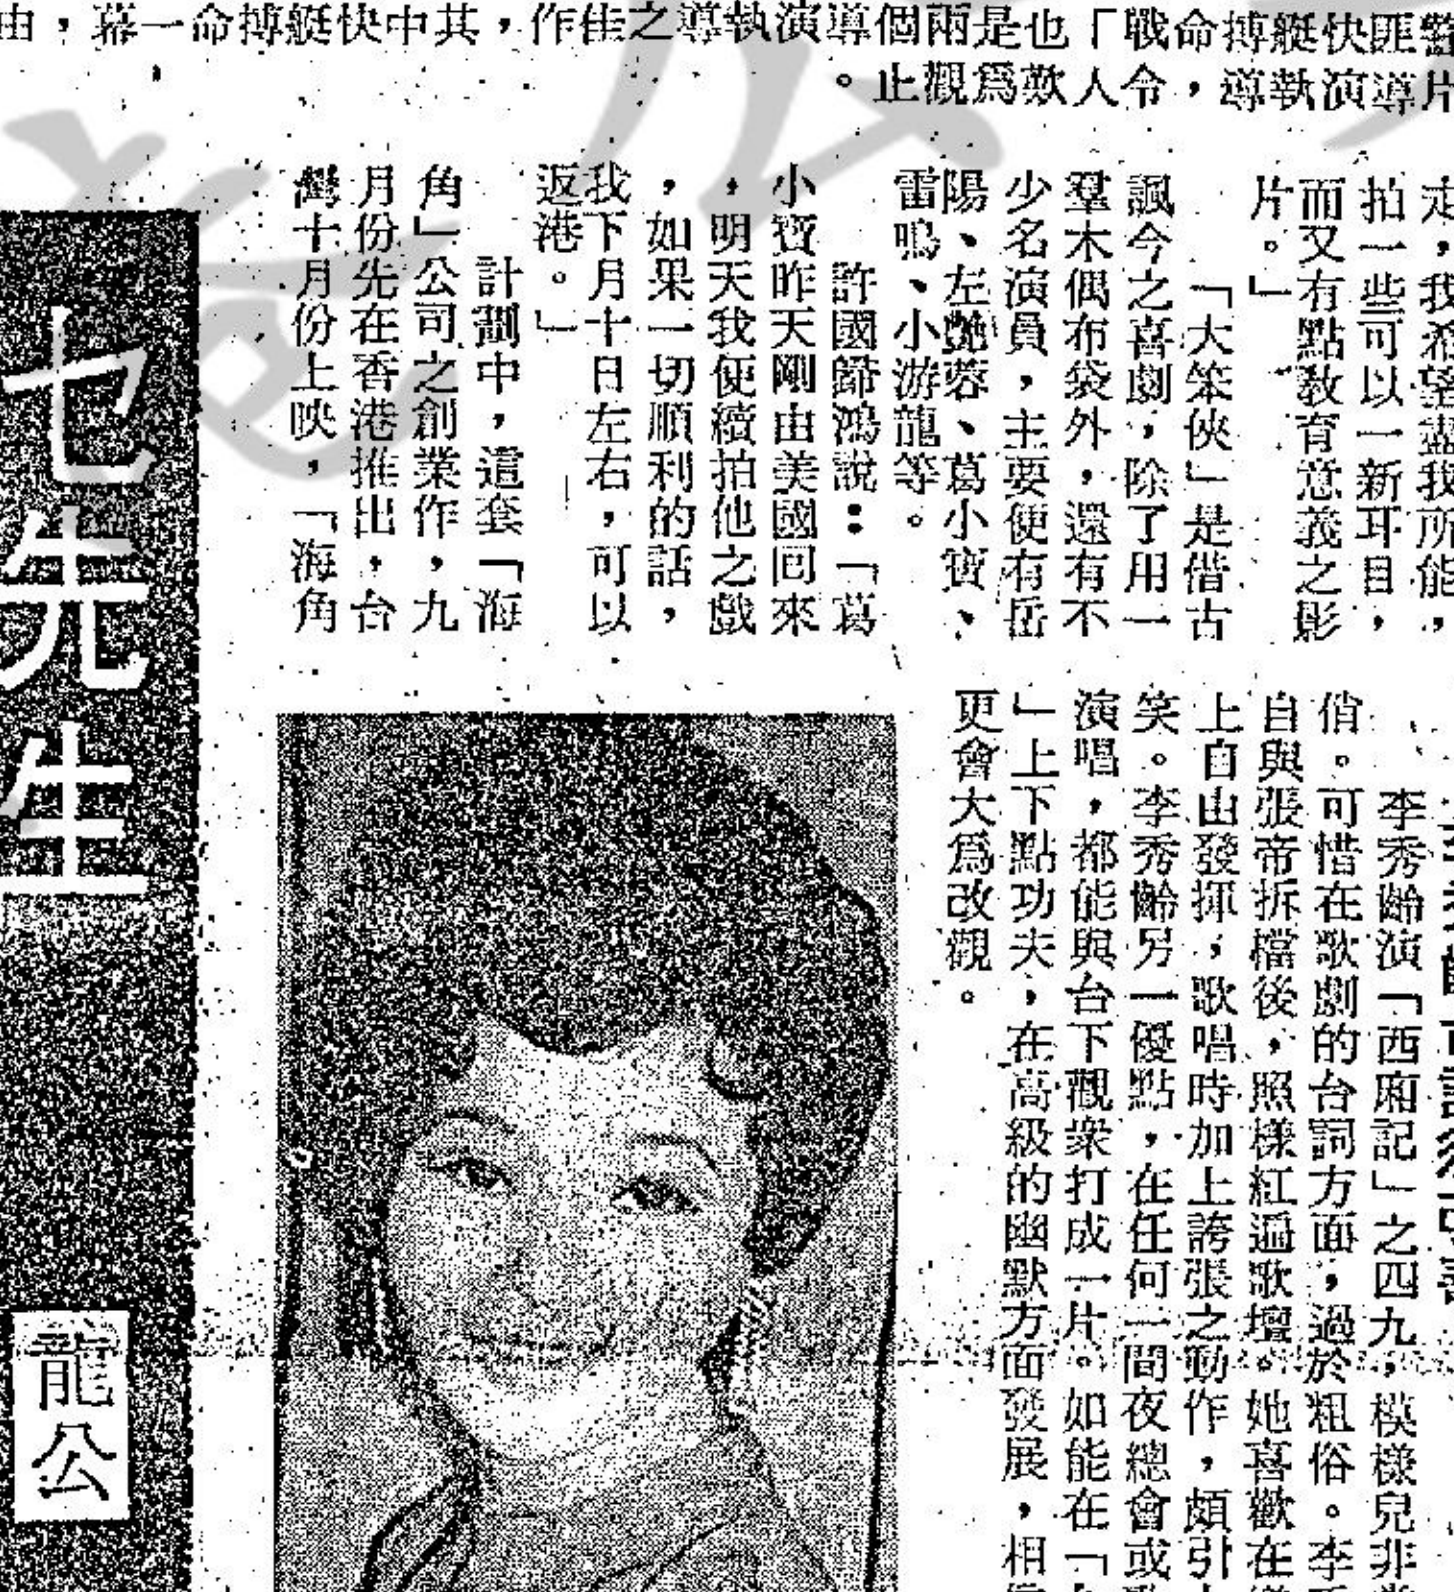 警匪快艇搏命戰「也是兩個導演執導之佳作，其中快艇搏命一幕，由
片導演執導，令人歎為觀止。
走，我希望盡我所能，
拍一些可以一新耳目，
而又有點敎育意義之影
片。」
「大笨俠」是借古
諷今之喜劇，除了用一
羣木偶布袋外，還有不
少名演員，主要便有岳
陽、左艷蓉、葛小寶、
雷鳴、小游龍等。
許國歸鴻說：「葛
小寶昨天剛由美國囘來
，明天我便續拍他之戲
，如果一切順利的話，
我下月十日左右，可以
返港。」
計劃中，這套「海
角」公司之創業作，九
月份先在香港推出，台
灣十月份上映，「海角
李秀齡演「西廂記」之四九，模樣兒非
俏。可惜在歌劇的台詞方面，過於粗俗。李
自與張帝拆檔後，照樣紅遍歌壇。她喜歡在
上自由發揮，歌唱時加上誇張之動作，頗引
笑。李秀齡另一優點，在任何一間夜總會或
演唱，都能與台下觀衆打成一片。如能在「
」上下點功夫，在高級的幽默方面發展，相
更會大爲改觀。
七先生
龍公